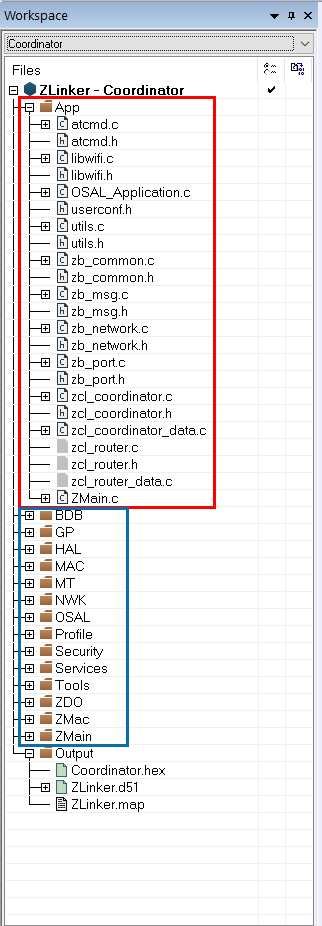 Workspace
Coordinator
Files
ZLinker - Coordinator
App
atcmd.c
atcmd.h
libwifi.c
libwifi.h
OSAL_Application.c
userconf.h
utils.c
utils.h
zb_common.c
zb_common.h
zb_msg.c
zb_msg.h
zb_network.c
zb_network.h
zb_port.c
zb_port.h
zcl_coordinator.c
zcl_coordinator.h
zcl_coordinator_data.c
zcl_router.c
zcl_router.h
zcl_router_data.c
ZMain.c
BDB
GP
HAL
MAC
MT
NWK
OSAL
Profile
Security
Services
Tools
ZDO
ZMac
ZMain
Output
Coordinator.hex
ZLinker.d51
ZLinker.map